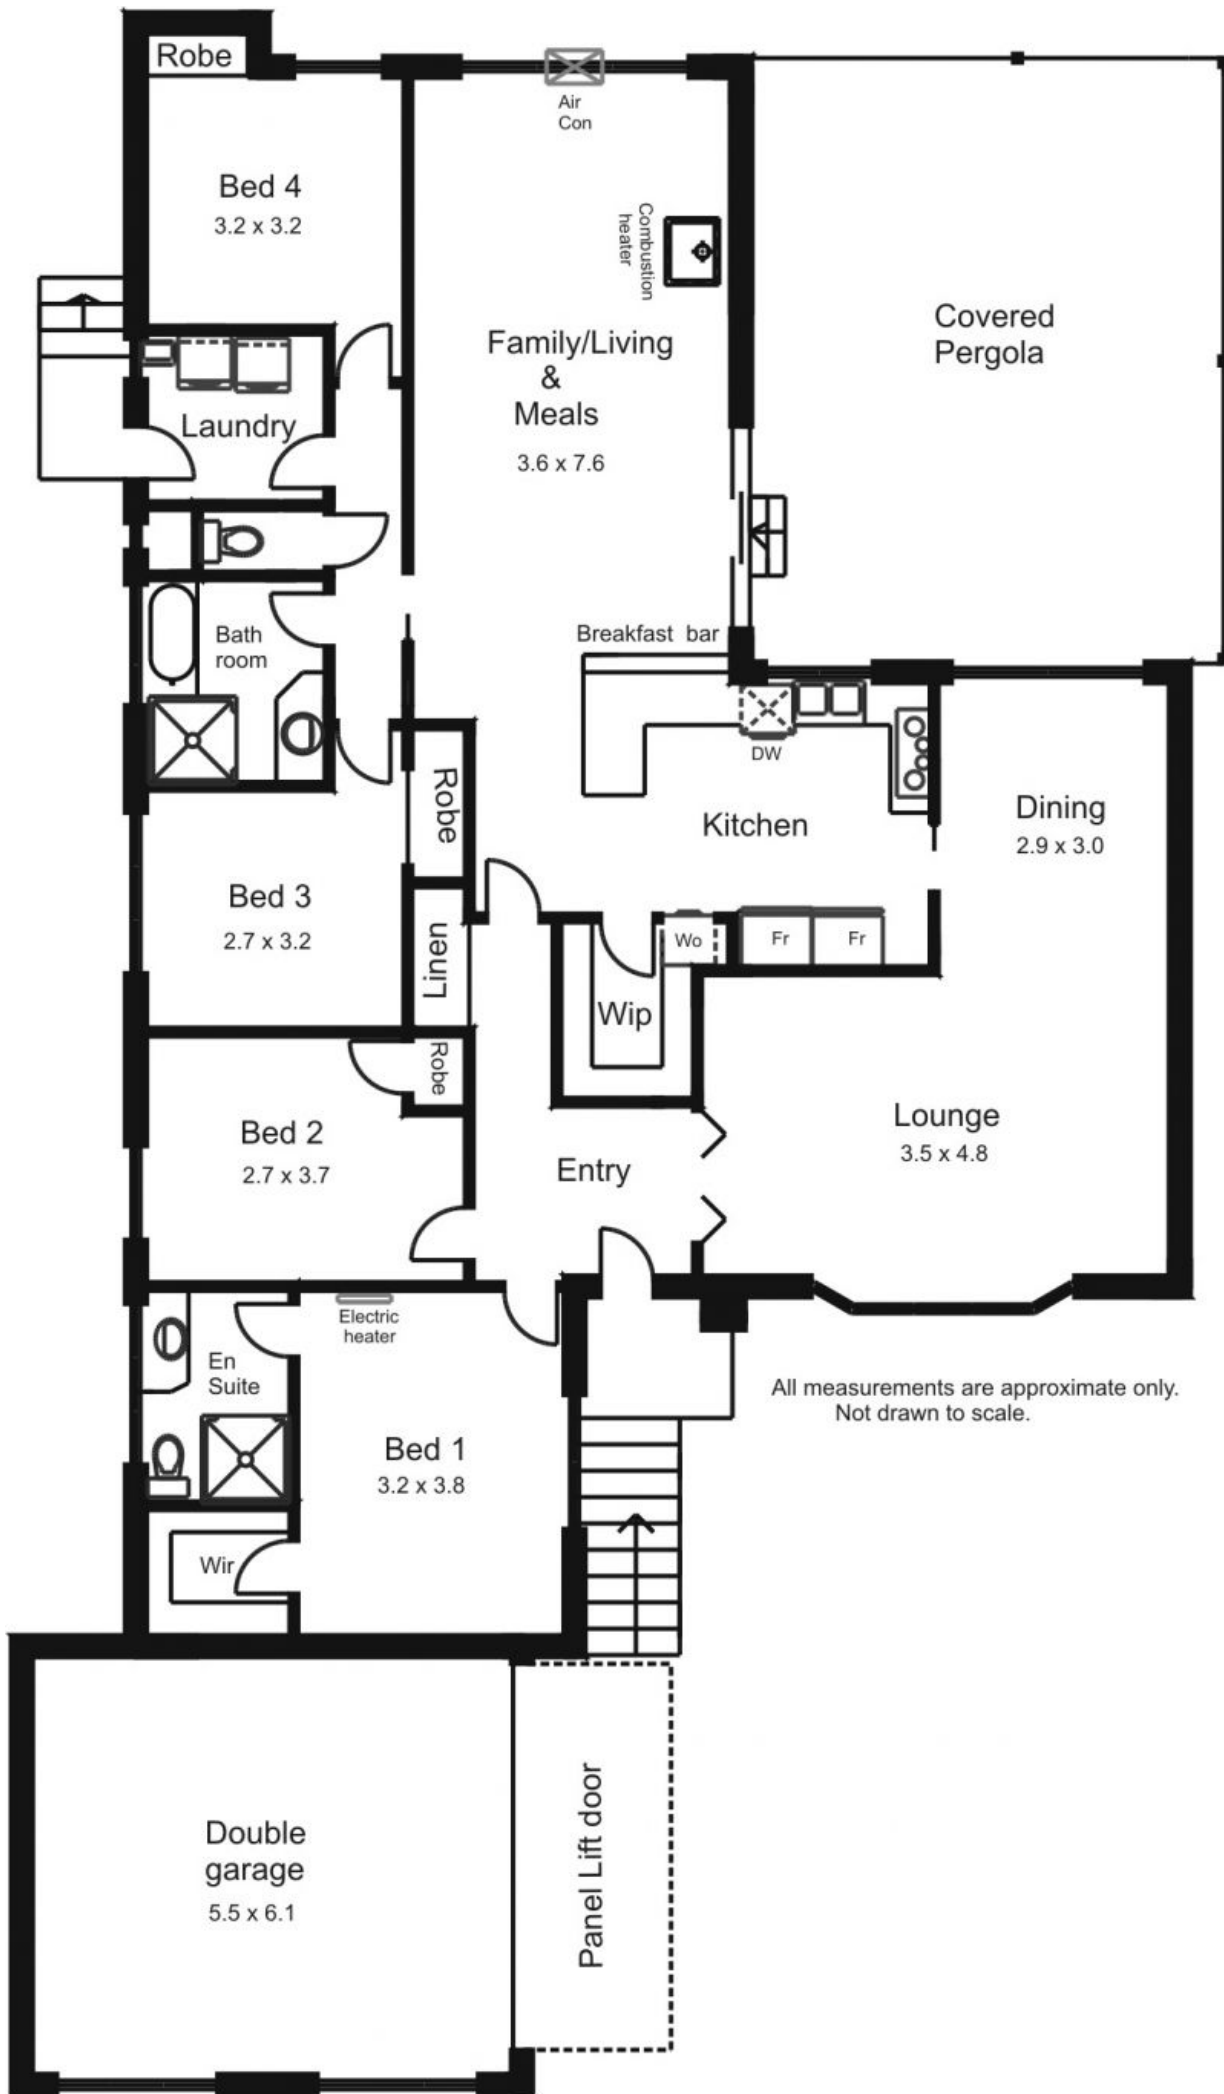 Robe
Air
Con
Bed 4
3.2 x 3.2
Combustion
heater
Covered
Pergola
Family/Living
&
Meals
3.6 x 7.6
Laundry
Bath
room
Breakfast bar
DW
Robe
Kitchen
Dining
2.9 x 3.0
Bed 3
2.7 x 3.2
Linen
Wo
Fr
Fr
Wip
Robe
Bed 2
2.7 x 3.7
Lounge
3.5 x 4.8
Entry
Electric
heater
En
Suite
All measurements are approximate only.
Not drawn to scale.
Bed 1
3.2 x 3.8
Wir
Double
garage
5.5 x 6.1
Panel Lift door